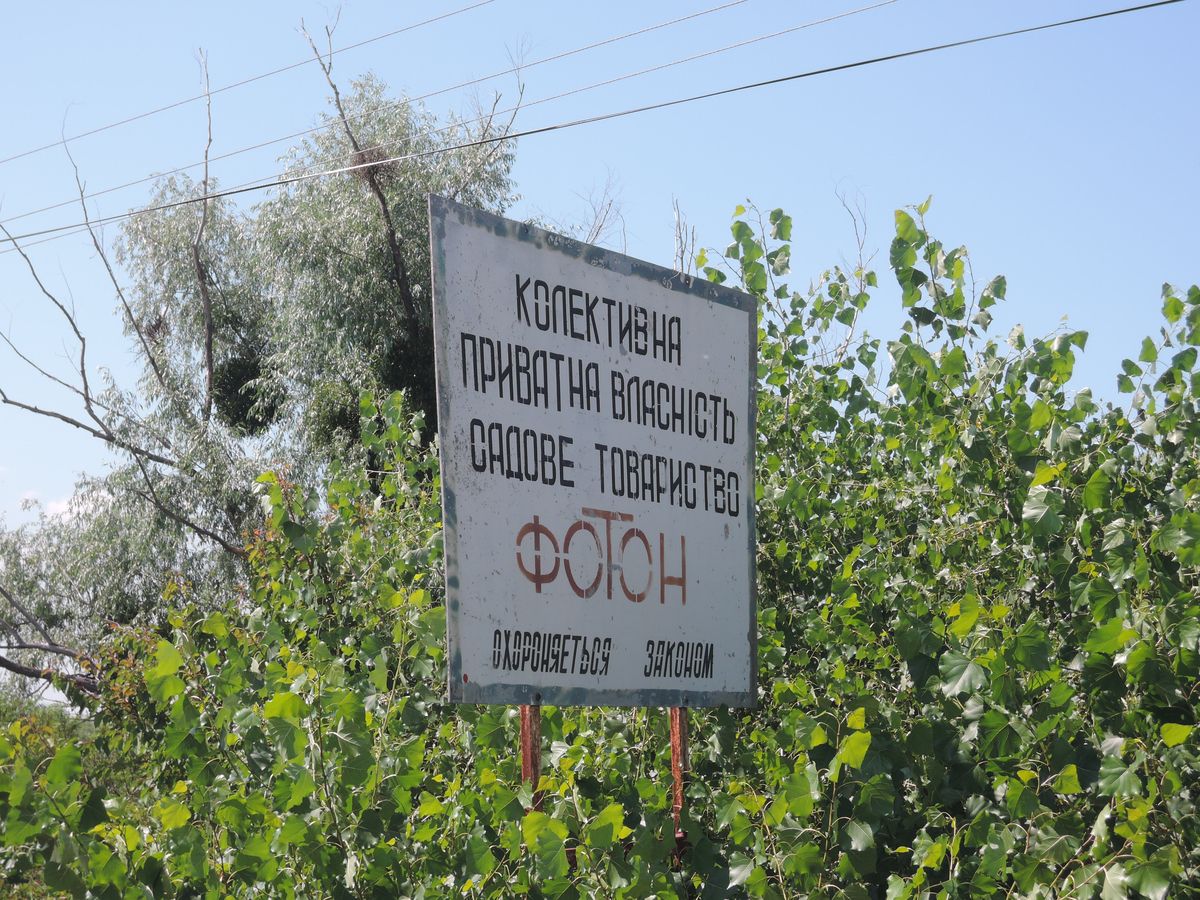 КОЛЕКТИВНА
ПРИВАТНА ВЛАСНІСТЬ
САДОВЕ ТОВАРИСТВО
ФОТОН
ОХОРОНЯЕТЬСЯ ЗАКОНОМ